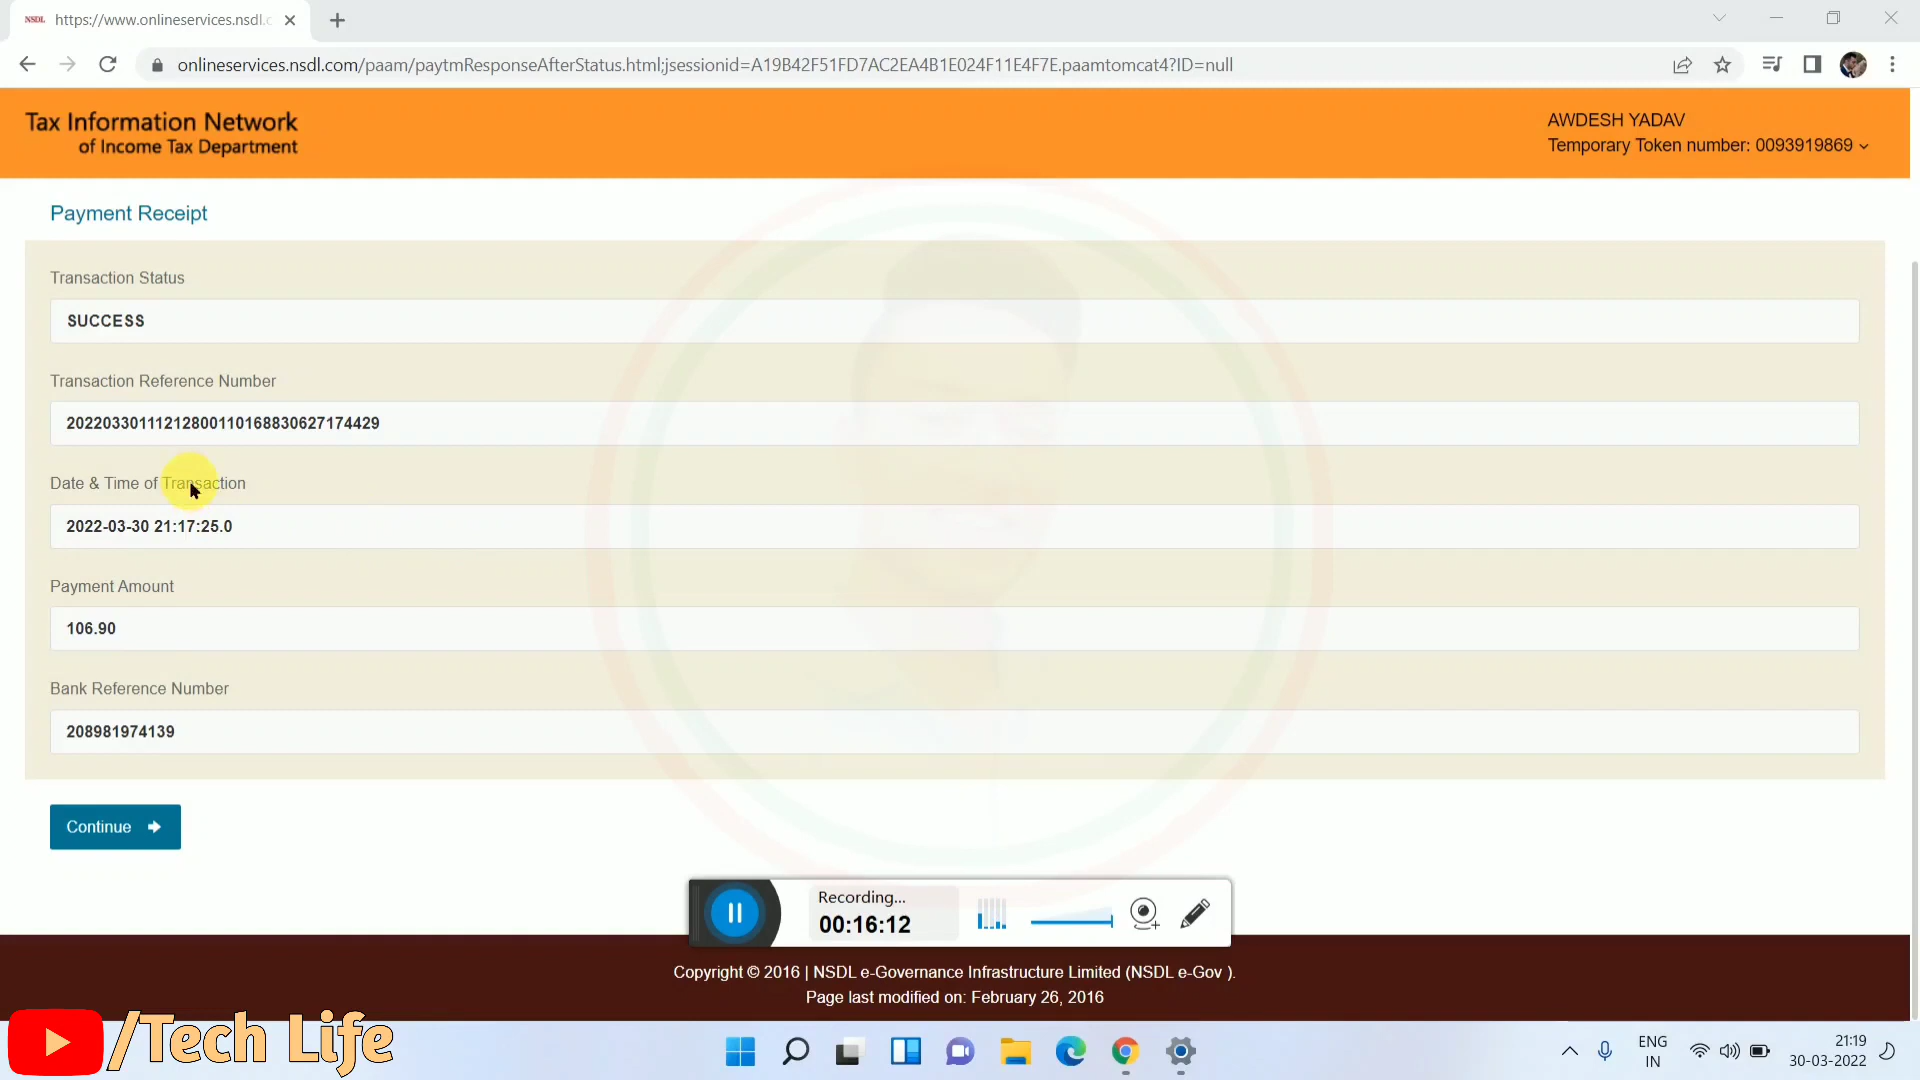 NSDL https://www.onlineservices.nsdl.c
onlineservices.nsdl.com/paam/paytmResponseAfterStatus.html;jsessionid=A19B42F51FD7AC2EA4B1E024F11E4F7E.paamtomcat4?ID=null
Tax Information Network
of Income Tax Department
AWDESH YADAV
Temporary Token number: 0093919869
Payment Receipt
Transaction Status
SUCCESS
Transaction Reference Number
20220330111212800110168830627174429
Date & Time of Transaction
2022-03-30 21:17:25.0
Payment Amount
106.90
Bank Reference Number
208981974139
Continue
Recording...
00:16:12
Copyright © 2016 | NSDL e-Governance Infrastructure Limited (NSDL e-Gov ).
Page last modified on: February 26, 2016
/Tech Life
ENG
IN
21:19
30-03-2022